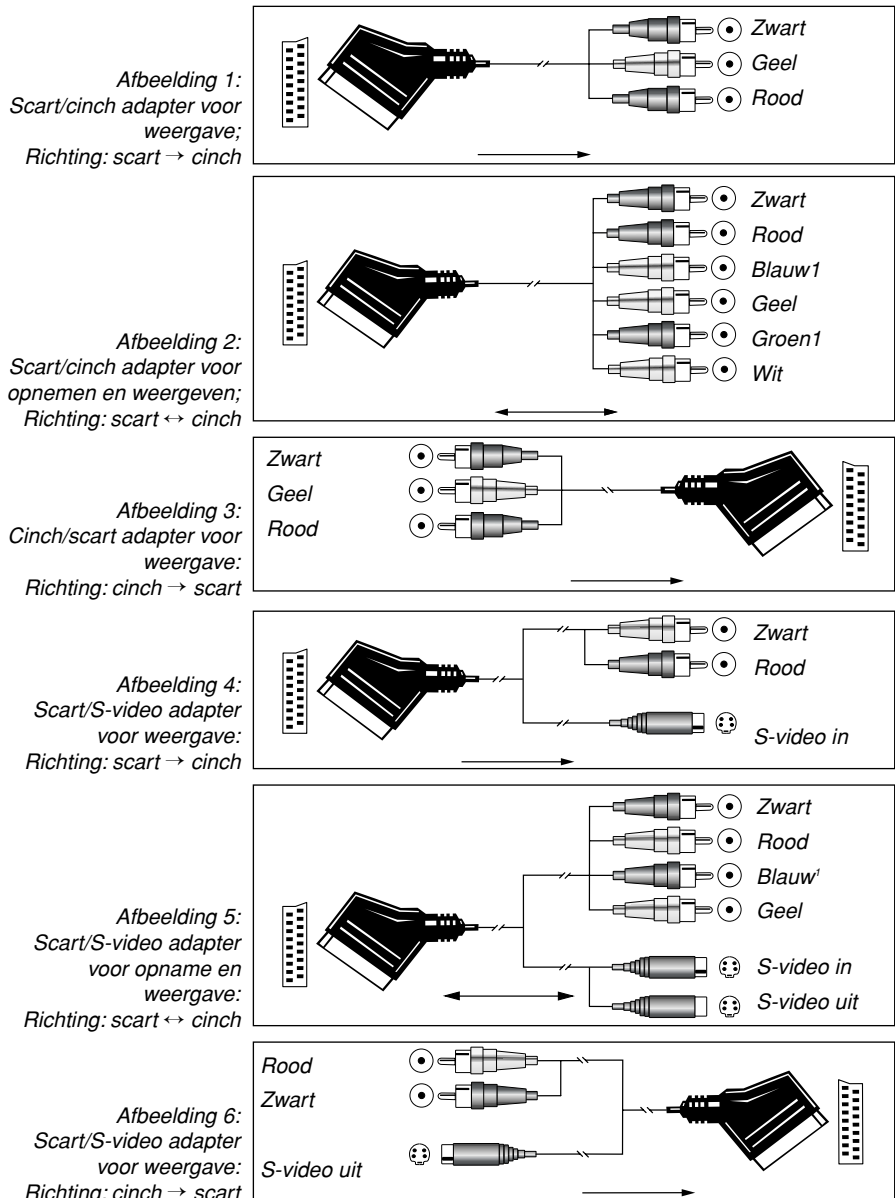 Afbeelding 1:
Scart/cinch adapter voor
weergave;
Richting: scart → cinch
Zwart
Geel
Rood
Afbeelding 2:
Scart/cinch adapter voor
opnemen en weergeven;
Richting: scart ↔ cinch
Zwart
Rood
Blauw1
Geel
Groen1
Wit
Afbeelding 3:
Cinch/scart adapter voor
weergave:
Richting: cinch → scart
Zwart
Geel
Rood
Afbeelding 4:
Scart/S-video adapter
voor weergave:
Richting: scart → cinch
Zwart
Rood
S-video in
Afbeelding 5:
Scart/S-video adapter
voor opname en
weergave:
Richting: scart ↔ cinch
Zwart
Rood
Blauw¹
Geel
S-video in
S-video uit
Afbeelding 6:
Scart/S-video adapter
voor weergave:
Richting: cinch → scart
Rood
Zwart
S-video uit